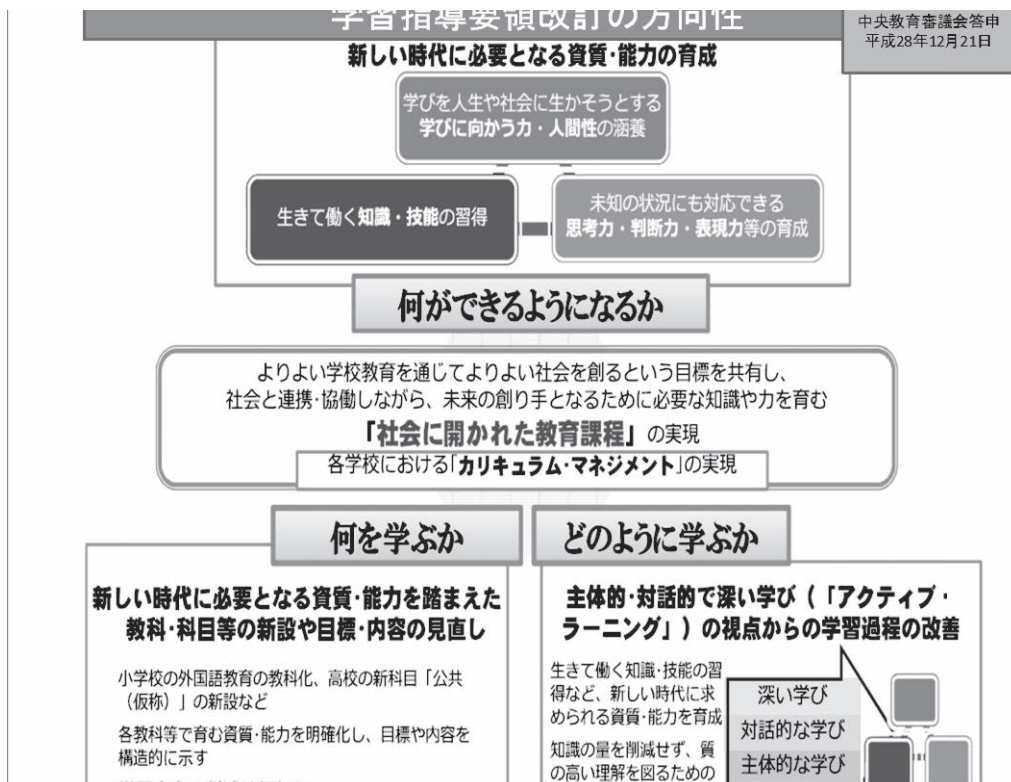 学習指導要領改訂の方向性
中央教育審議会答申
平成28年12月21日
新しい時代に必要となる資質･能力の育成
学びを人生や社会に生かそうとする
学びに向かう力・人間性の涵養
生きて働く知識・技能の習得
未知の状況にも対応できる
思考力・判断力・表現力等の育成
何ができるようになるか
よりよい学校教育を通じてよりよい社会を創るという目標を共有し、
社会と連携･協働しながら、未来の創り手となるために必要な知識や力を育む
「社会に開かれた教育課程」の実現
各学校における「カリキュラム･マネジメント」の実現
何を学ぶか
新しい時代に必要となる資質･能力を踏まえた
教科･科目等の新設や目標･内容の見直し
小学校の外国語教育の教科化、高校の新科目「公共
（仮称）」の新設など
各教科等で育む資質･能力を明確化し、目標や内容を
構造的に示す
どのように学ぶか
主体的･対話的で深い学び（「アクティブ・
ラーニング」）の視点からの学習過程の改善
生きて働く知識･技能の習
得など、新しい時代に求
められる資質･能力を育成
知識の量を削減せず、質
の高い理解を図るための
深い学び
対話的な学び
主体的な学び